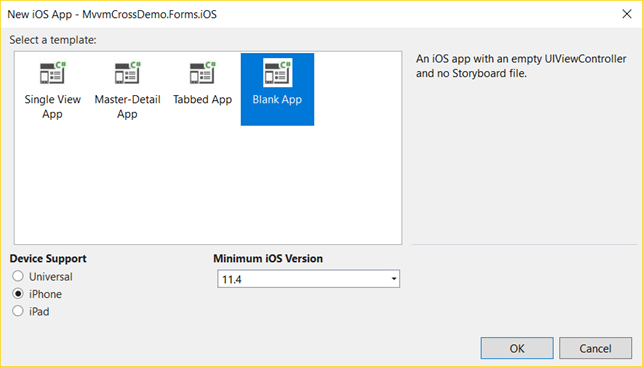 New iOS App - MvvmCrossDemo.Forms.iOS
Select a template:
C#
Single View
App
C#
Master-Detail
App
C#
Tabbed App
C#
Blank App
An iOS app with an empty UIViewController
and no Storyboard file.
Device Support
Universal
iPhone
iPad
Minimum iOS Version
11.4
OK
Cancel